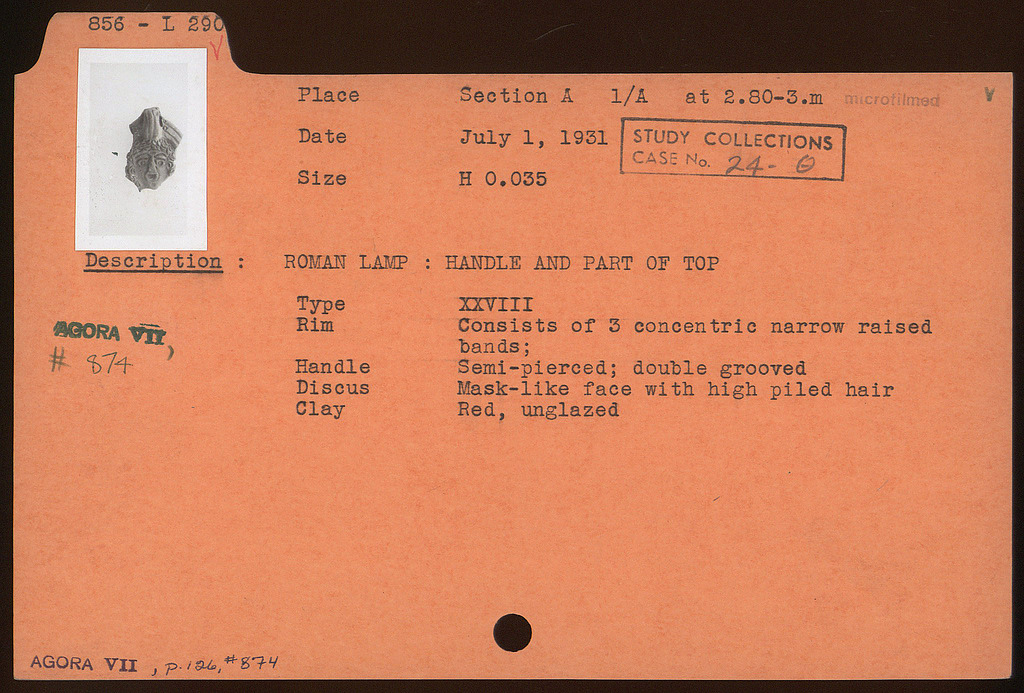 856 - L 290
V
Place Section A 1/A at 2.80-3.m microfilmed V
Date July 1, 1931
STUDY COLLECTIONS
CASE No. 24- Θ
Size H 0.035
Description : ROMAN LAMP : HANDLE AND PART OF TOP
Type XXVIII
Rim Consists of 3 concentric narrow raised
bands;
Handle Semi-pierced; double grooved
Discus Mask-like face with high piled hair
Clay Red, unglazed
AGORA VII,
# 874
AGORA VII , p.126, #874